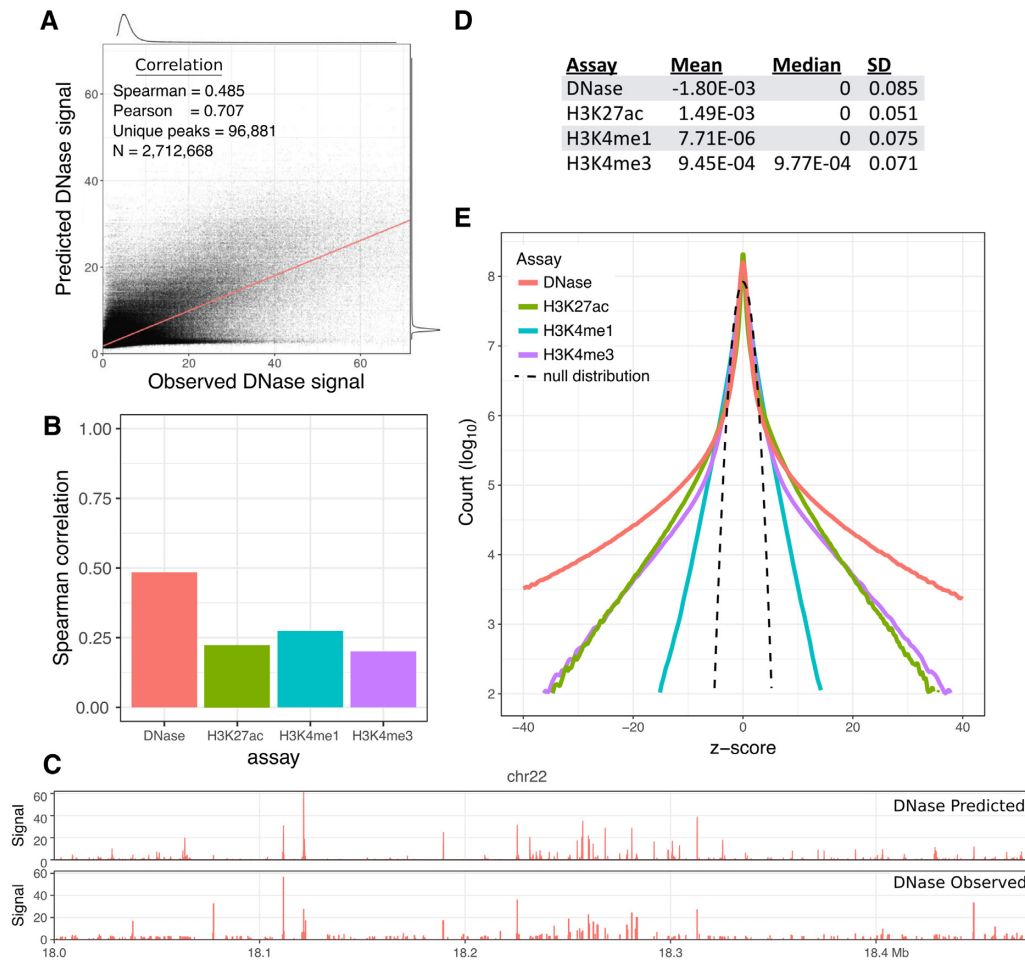 A
Correlation
Spearman = 0.485
Pearson = 0.707
Unique peaks = 96,881
N = 2,712,668
Predicted DNase signal
60
40
20
0
0 20 40 60
Observed DNase signal
B
Spearman correlation
1.00
0.75
0.50
0.25
0.00
DNase H3K27ac H3K4me1 H3K4me3
assay
D
Assay Mean Median SD
DNase -1.80E-03 0 0.085
H3K27ac 1.49E-03 0 0.051
H3K4me1 7.71E-06 0 0.075
H3K4me3 9.45E-04 9.77E-04 0.071
E
Assay
DNase
H3K27ac
H3K4me1
H3K4me3
null distribution
Count (log10)
8
7
6
5
4
3
2
−40 −20 0 20 40
z−score
C
chr22
Signal
60
40
20
0
DNase Predicted
Signal
60
40
20
0
DNase Observed
18.0 18.1 18.2 18.3 18.4 Mb